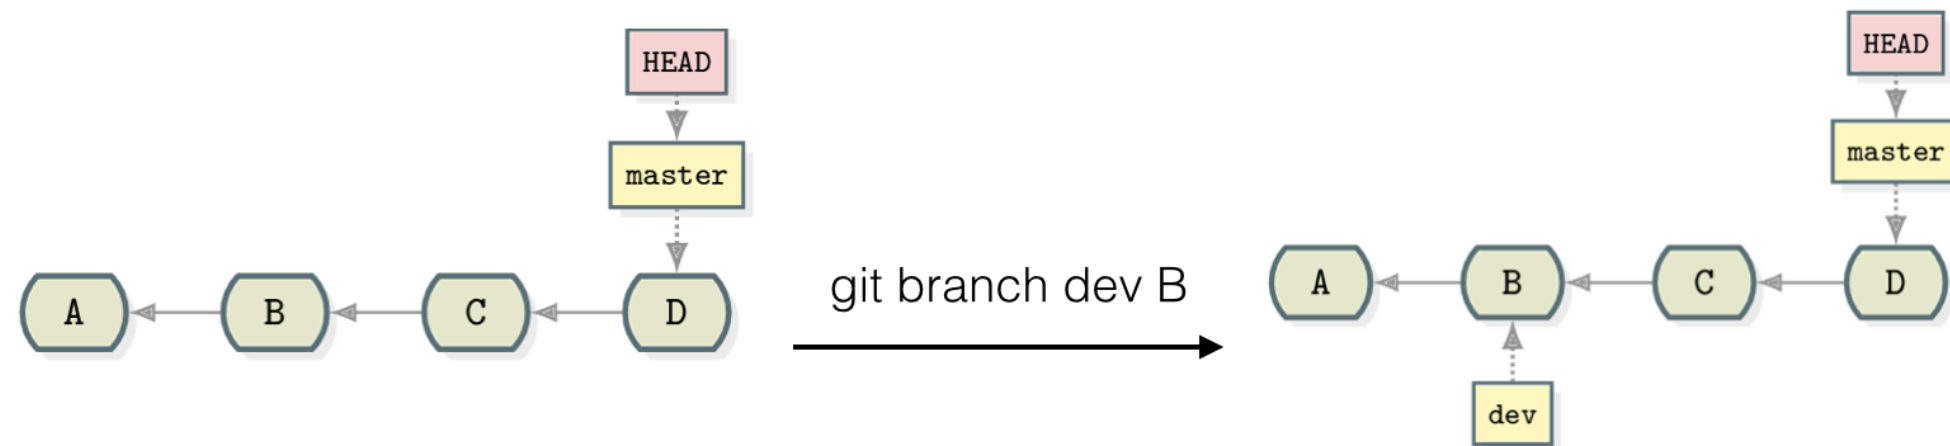 HEAD
master
A B C D
git branch dev B
HEAD
master
A B C D
dev